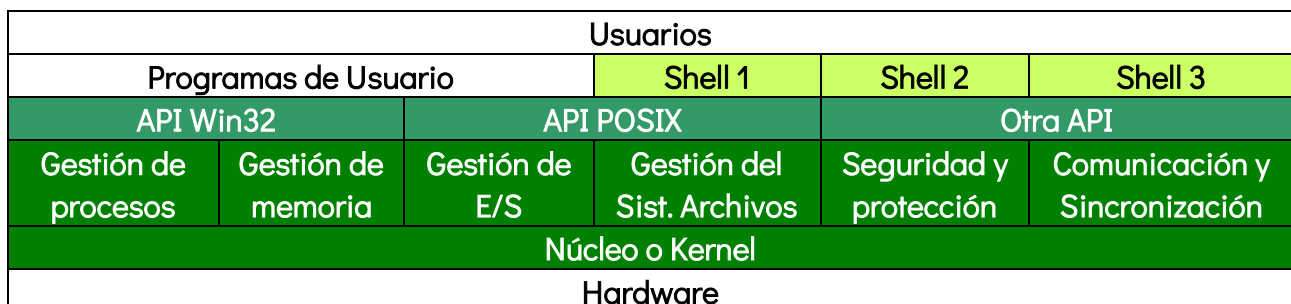 Usuarios
Programas de Usuario Shell 1 Shell 2 Shell 3
API Win32 API POSIX Otra API
Gestión de procesos
Gestión de memoria
Gestión de E/S
Gestión del Sist. Archivos
Seguridad y protección
Comunicación y Sincronización
Núcleo o Kernel
Hardware